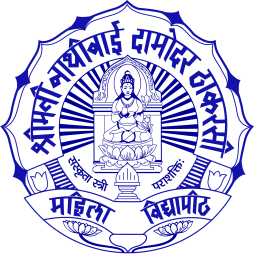 श्रीमती नाथीबाई दामोदर ठाकरसी
संस्कृता स्त्री पराशक्तिः
महिला विद्यापीठ